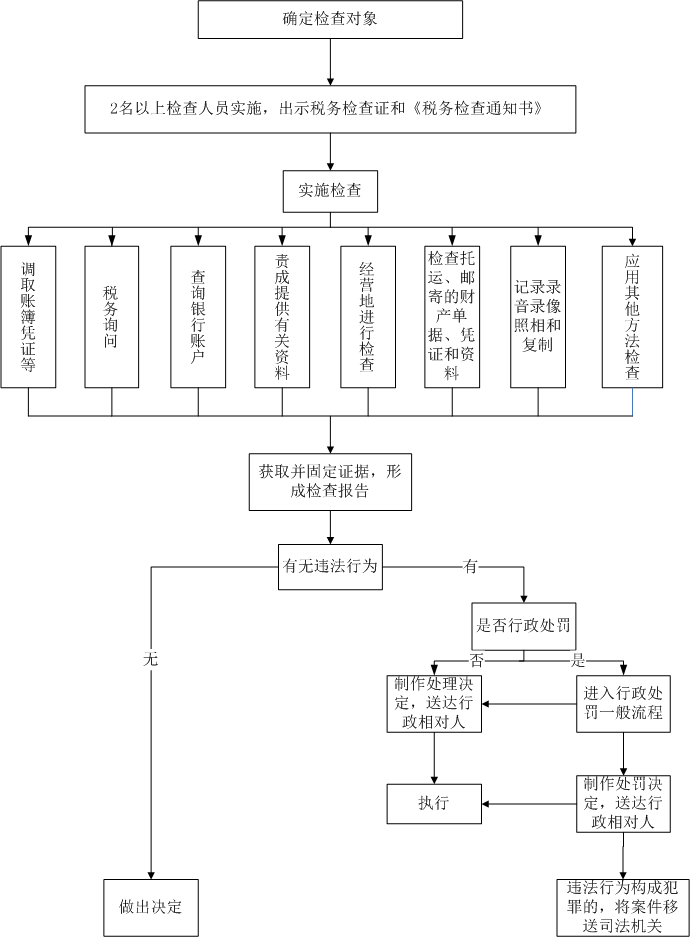 确定检查对象
2名以上检查人员实施，出示税务检查证和《税务检查通知书》
实施检查
调取账簿凭证等
税务询问
查询银行账户
责成提供有关资料
经营地进行检查
检查托
运、邮
寄的财
产单
据、凭
证和资
料
记录录
音录像
照相和
复制
应用其他方法检查
获取并固定证据，形
成检查报告
有无违法行为
有
无
是否行政处罚
否
是
制作处理决
定，送达行
政相对人
进入行政处
罚一般流程
执行
制作处罚决
定，送达行
政相对人
做出决定
违法行为构成犯
罪的，将案件移
送司法机关